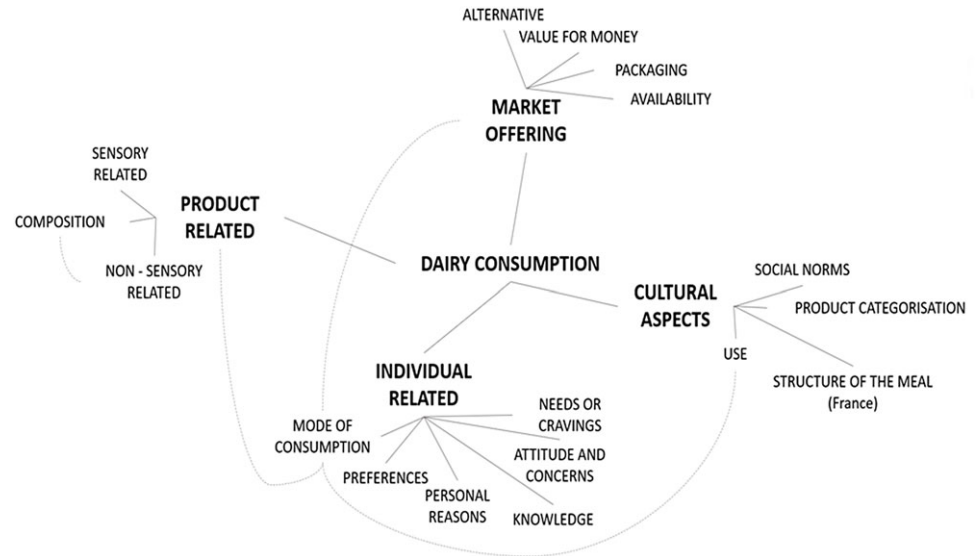 ALTERNATIVE
VALUE FOR MONEY
PACKAGING
AVAILABILITY
MARKET
OFFERING
SENSORY
RELATED
COMPOSITION
NON - SENSORY
RELATED
PRODUCT
RELATED
DAIRY CONSUMPTION
CULTURAL
ASPECTS
SOCIAL NORMS
PRODUCT CATEGORISATION
USE
STRUCTURE OF THE MEAL
(France)
INDIVIDUAL
RELATED
MODE OF
CONSUMPTION
PREFERENCES
PERSONAL
REASONS
KNOWLEDGE
ATTITUDE AND
CONCERNS
NEEDS OR
CRAVINGS